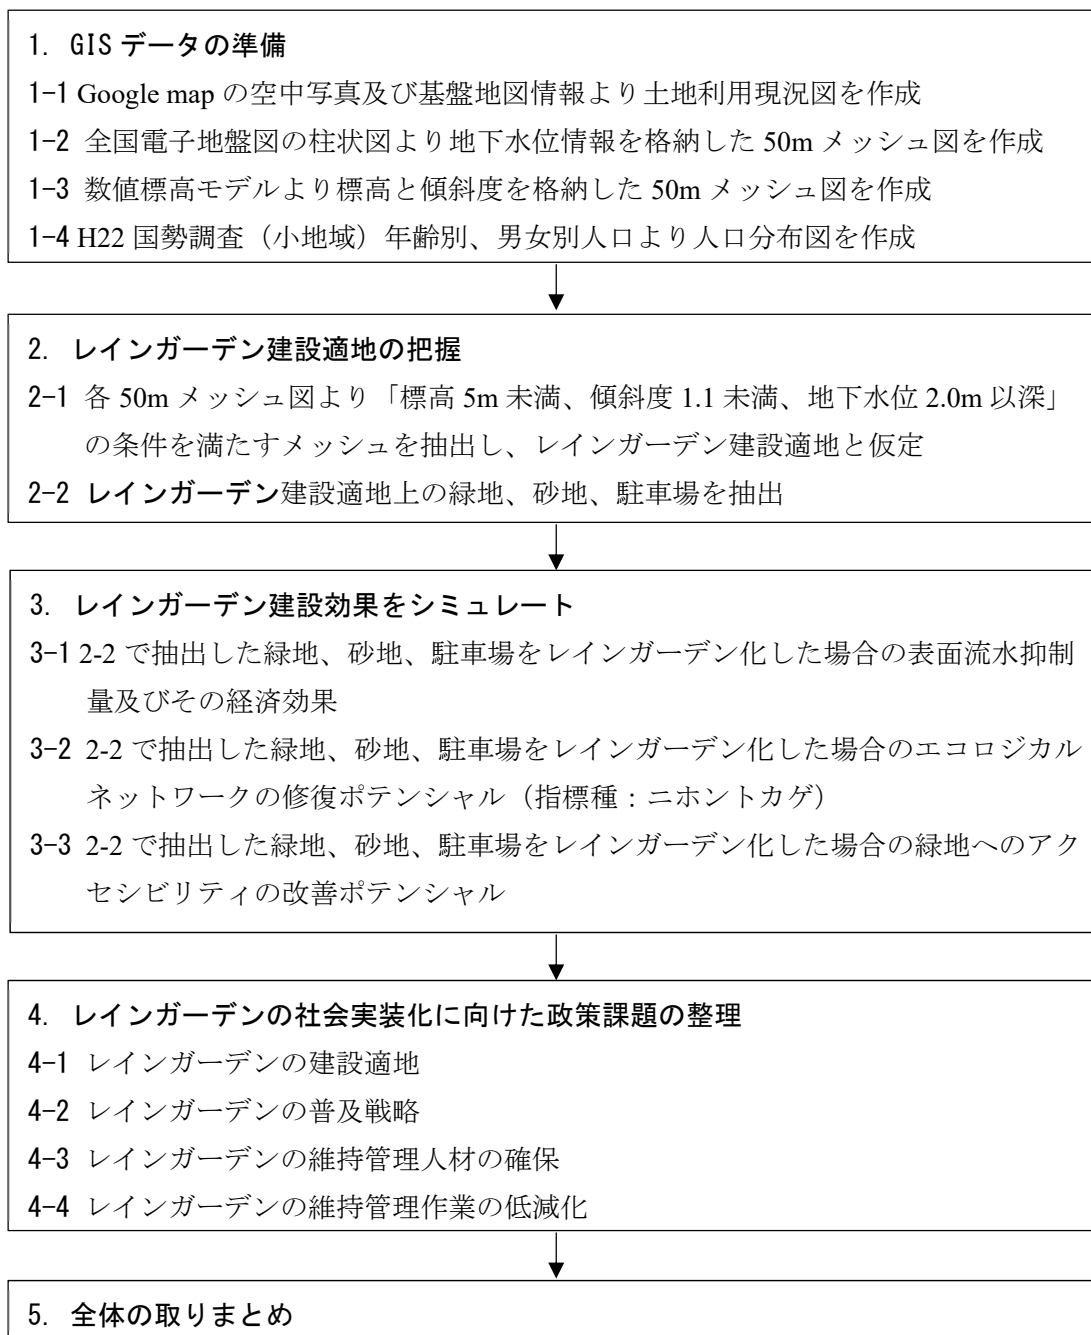 1. GIS データの準備
1-1 Google map の空中写真及び基盤地図情報より土地利用現況図を作成
1-2 全国電子地盤図の柱状図より地下水位情報を格納した 50m メッシュ図を作成
1-3 数値標高モデルより標高と傾斜度を格納した 50m メッシュ図を作成
1-4 H22 国勢調査（小地域）年齢別、男女別人口より人口分布図を作成
2. レインガーデン建設適地の把握
2-1 各 50m メッシュ図より「標高 5m 未満、傾斜度 1.1 未満、地下水位 2.0m 以深」
の条件を満たすメッシュを抽出し、レインガーデン建設適地と仮定
2-2 レインガーデン建設適地上の緑地、砂地、駐車場を抽出
3. レインガーデン建設効果をシミュレート
3-1 2-2 で抽出した緑地、砂地、駐車場をレインガーデン化した場合の表面流水抑制
量及びその経済効果
3-2 2-2 で抽出した緑地、砂地、駐車場をレインガーデン化した場合のエコロジカル
ネットワークの修復ポテンシャル（指標種：ニホントカゲ）
3-3 2-2 で抽出した緑地、砂地、駐車場をレインガーデン化した場合の緑地へのアク
セシビリティの改善ポテンシャル
4. レインガーデンの社会実装化に向けた政策課題の整理
4-1 レインガーデンの建設適地
4-2 レインガーデンの普及戦略
4-3 レインガーデンの維持管理人材の確保
4-4 レインガーデンの維持管理作業の低減化
5. 全体の取りまとめ